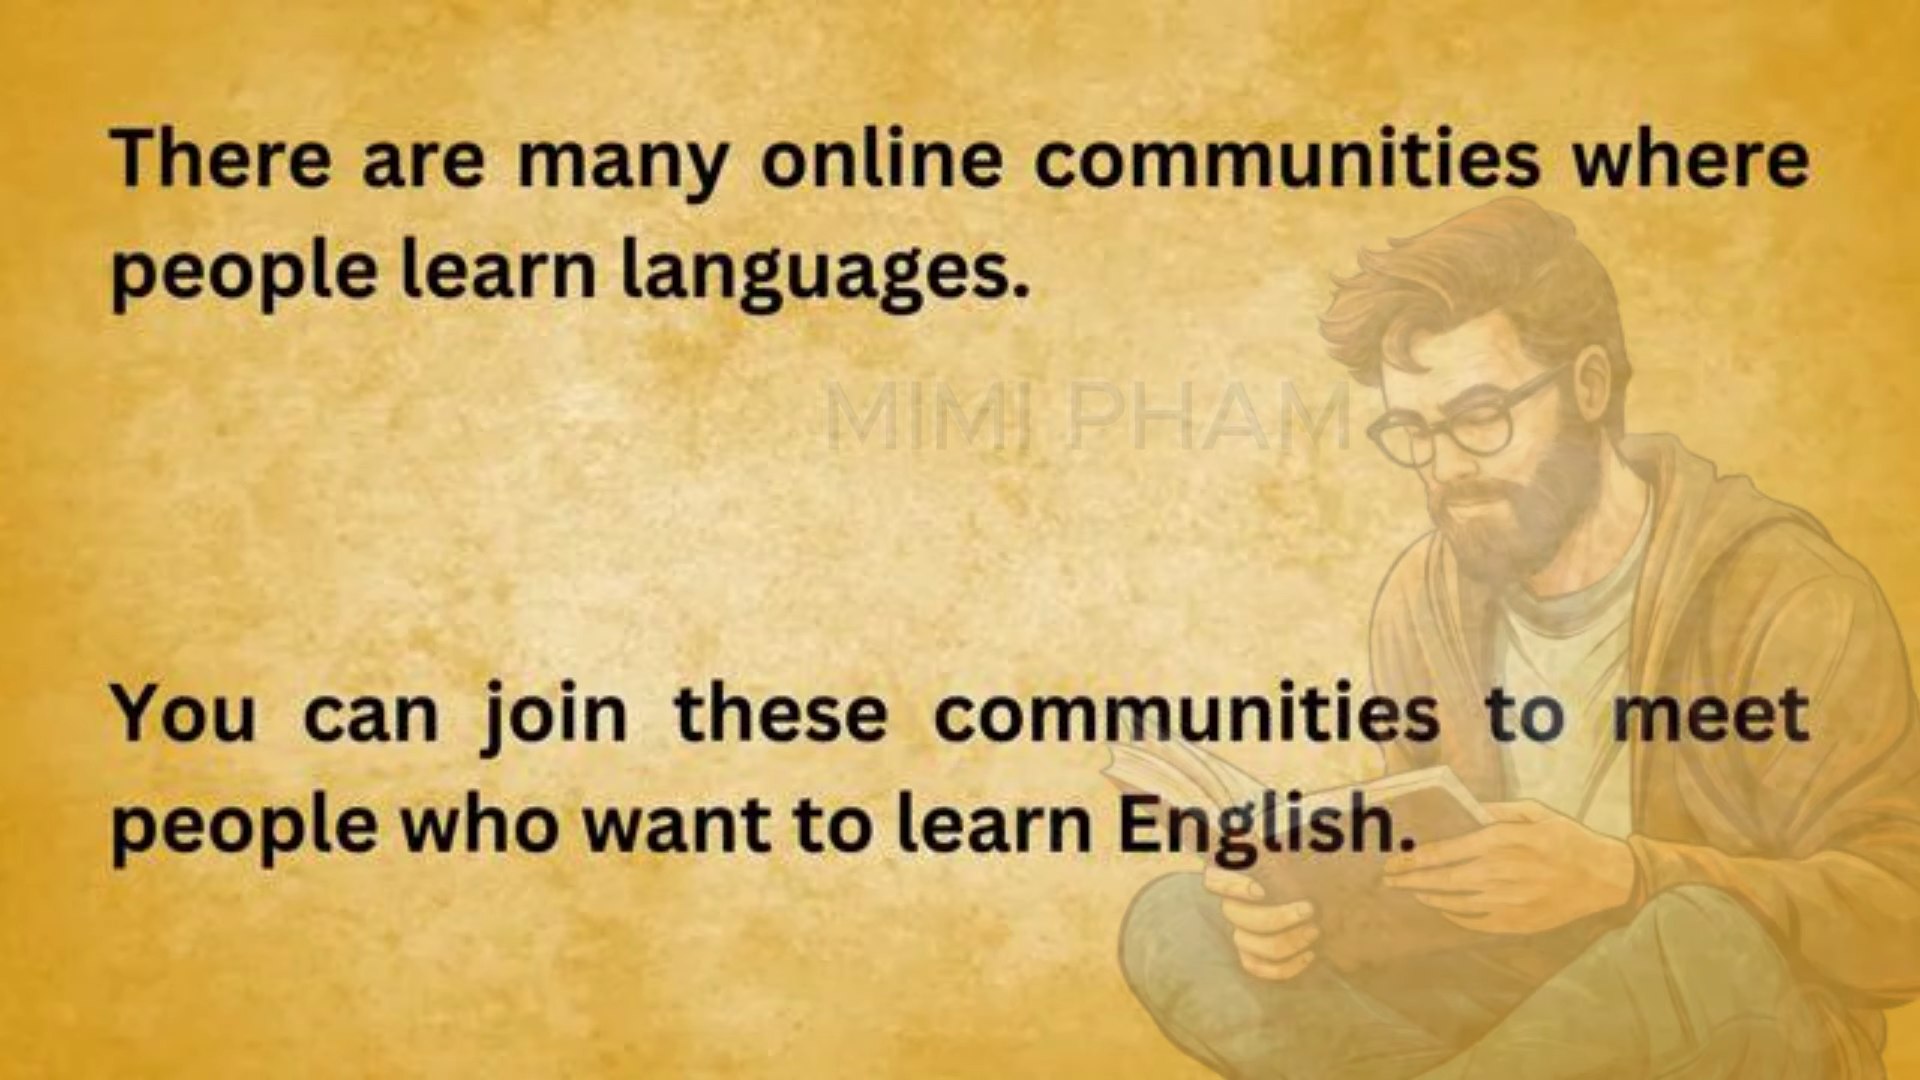 There are many online communities where
people learn languages.
MIMI PHAM
You can join these communities to meet
people who want to learn English.